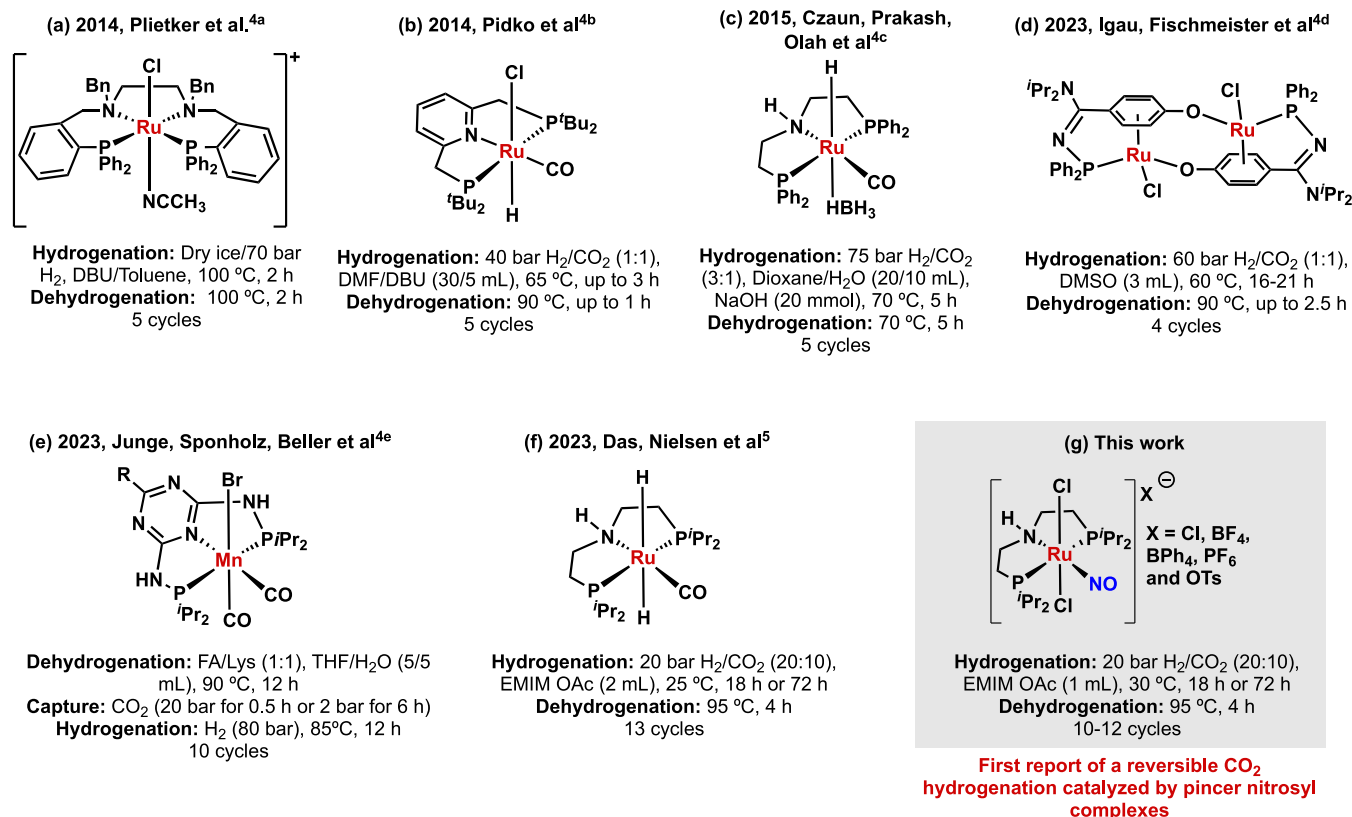 (a) 2014, Plietker et al.4a
Cl
+
Bn
Bn
N
N
Ru
P
P
Ph2
Ph2
NCCH3
Hydrogenation: Dry ice/70 bar
H2, DBU/Toluene, 100 ºC, 2 h
Dehydrogenation: 100 ºC, 2 h
5 cycles
(b) 2014, Pidko et al4b
Cl
PtBu2
N
Ru
CO
P
tBu2
H
Hydrogenation: 40 bar H2/CO2 (1:1),
DMF/DBU (30/5 mL), 65 ºC, up to 3 h
Dehydrogenation: 90 ºC, up to 1 h
5 cycles
(c) 2015, Czaun, Prakash,
Olah et al4c
H
H
N
PPh2
Ru
P
Ph2
CO
HBH3
Hydrogenation: 75 bar H2/CO2
(3:1), Dioxane/H2O (20/10 mL),
NaOH (20 mmol), 70 ºC, 5 h
Dehydrogenation: 70 ºC, 5 h
5 cycles
(d) 2023, Igau, Fischmeister et al4d
iPr2N
Cl
Ph2
P
O
Ru
N
N
Ph2P
Ru
O
Cl
NiPr2
Hydrogenation: 60 bar H2/CO2 (1:1),
DMSO (3 mL), 60 ºC, 16-21 h
Dehydrogenation: 90 ºC, up to 2.5 h
4 cycles
(e) 2023, Junge, Sponholz, Beller et al4e
R
N
Br
NH
N
N
PiPr2
Mn
HN
P
iPr2
CO
CO
Dehydrogenation: FA/Lys (1:1), THF/H2O (5/5
mL), 90 ºC, 12 h
Capture: CO2 (20 bar for 0.5 h or 2 bar for 6 h)
Hydrogenation: H2 (80 bar), 85ºC, 12 h
10 cycles
(f) 2023, Das, Nielsen et al5
H
H
N
PiPr2
Ru
P
CO
iPr2
H
Hydrogenation: 20 bar H2/CO2 (20:10),
EMIM OAc (2 mL), 25 ºC, 18 h or 72 h
Dehydrogenation: 95 ºC, 4 h
13 cycles
(g) This work
Cl
X ⊖
H
N
PiPr2
Ru
P
NO
iPr2
Cl
X = Cl, BF4,
BPh4, PF6
and OTs
Hydrogenation: 20 bar H2/CO2 (20:10),
EMIM OAc (1 mL), 30 ºC, 18 h or 72 h
Dehydrogenation: 95 ºC, 4 h
10-12 cycles
First report of a reversible CO2
hydrogenation catalyzed by pincer nitrosyl
complexes